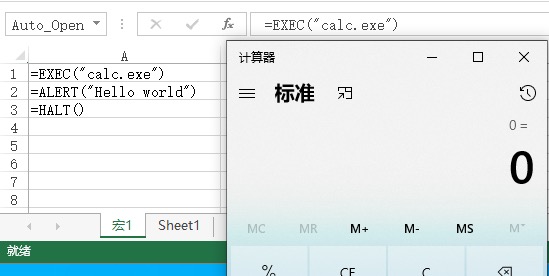 Auto_Open
=EXEC("calc.exe")
A
1 =EXEC("calc.exe")
2 =ALERT("Hello world")
3 =HALT()
4
5
6
7
8
宏1 Sheet1
就绪
计算器
标准
0 =
0
MC MR M+ M- MS M˅
% CE C